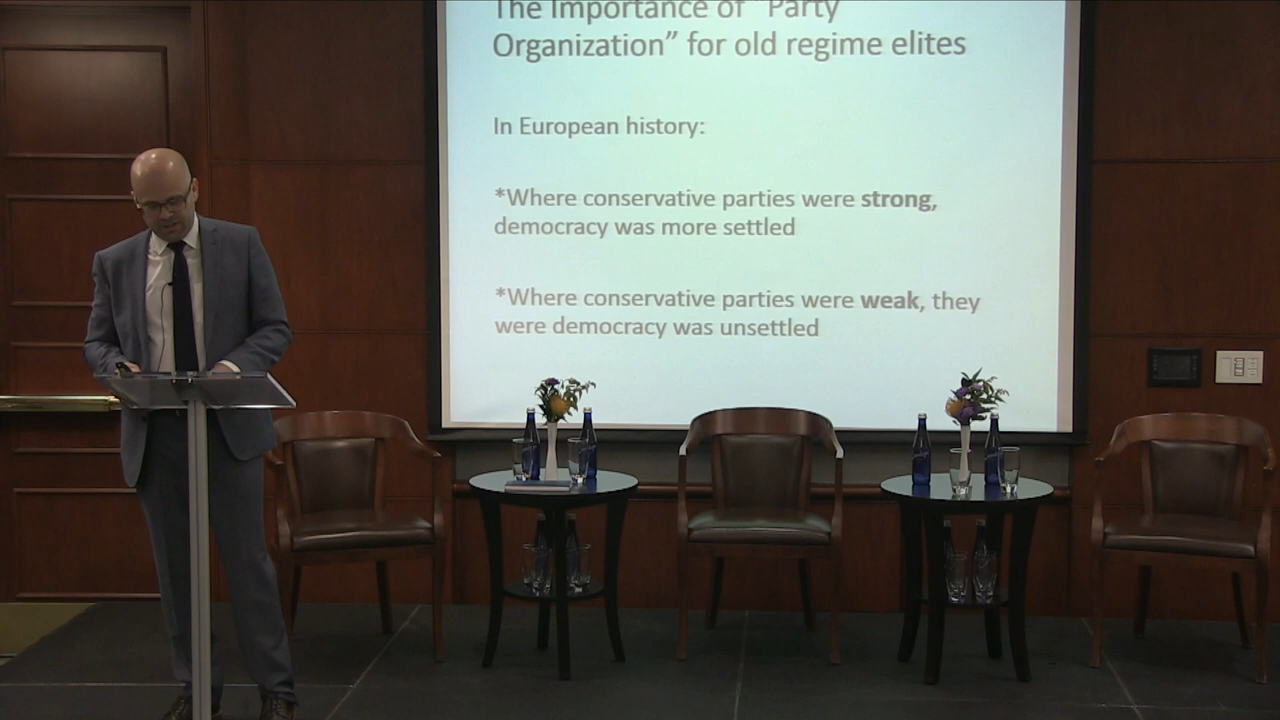 The Importance of "Party
Organization" for old regime elites
In European history:
*Where conservative parties were strong,
democracy was more settled
*Where conservative parties were weak, they
were democracy was unsettled